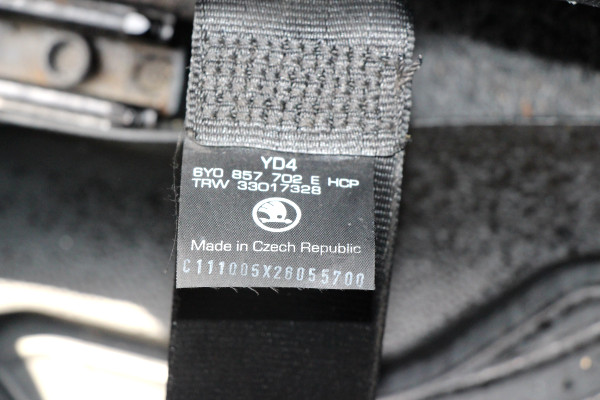 YD4
6Y0 857 702 E HCP
TRW 33017328
Made in Czech Republic
C111005X26055700